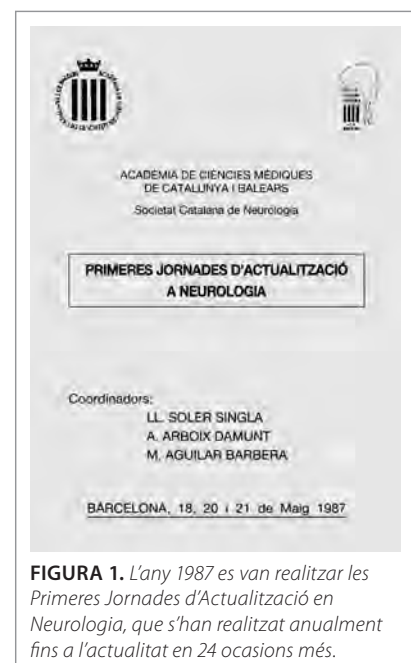 ACADÈMIA DE CIÈNCIES MÈDIQUES
DE CATALUNYA I BALEARS
Societat Catalana de Neurologia
PRIMERES JORNADES D'ACTUALITZACIÓ
A NEUROLOGIA
Coordinadors:
LL. SOLER SINGLA
A. ARBOIX DAMUNT
M. AGUILAR BARBERA
BARCELONA, 18, 20 i 21 de Maig 1987
FIGURA 1. L'any 1987 es van realitzar les
Primeres Jornades d'Actualització en
Neurologia, que s'han realitzat anualment
fins a l'actualitat en 24 ocasions més.